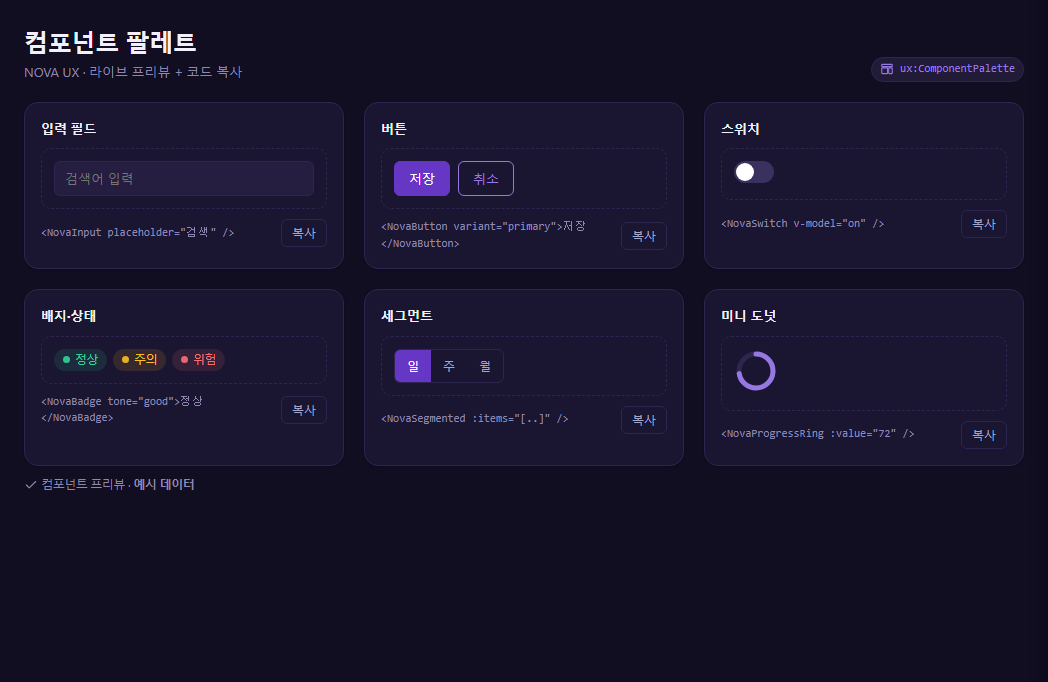 컴포넌트 팔레트
NOVA UX · 라이브 프리뷰 + 코드 복사
ux:ComponentPalette
입력 필드
검색어 입력
<NovaInput placeholder="검색" />
복사
버튼
저장
취소
<NovaButton variant="primary">저장
</NovaButton>
복사
스위치
<NovaSwitch v-model="on" />
복사
배지·상태
정상
주의
위험
<NovaBadge tone="good">정상
</NovaBadge>
복사
세그먼트
일
주
월
<NovaSegmented :items="[..]" />
복사
미니 도넛
<NovaProgressRing :value="72" />
복사
컴포넌트 프리뷰 · 예시 데이터